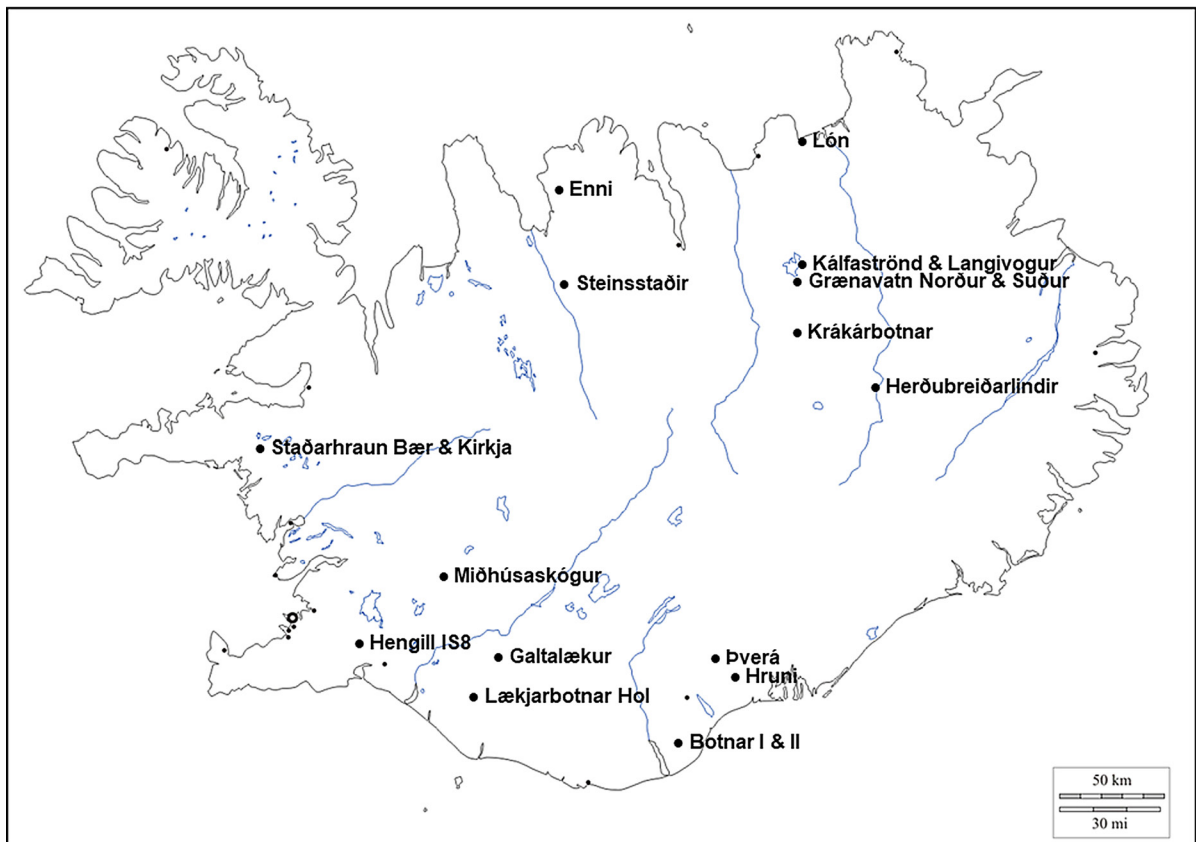 Lón
Enni
Kálfaströnd & Langivogur
Steinsstaðir
Grænavatn Norður & Suður
Krákárbotnar
Herðubreiðarlindir
Staðarhraun Bær & Kirkja
Miðhúsaskógur
Hengill IS8
Galtalækur
Þverá
Hruni
Lækjarbotnar Hol
Botnar I & II
50 km
30 mi